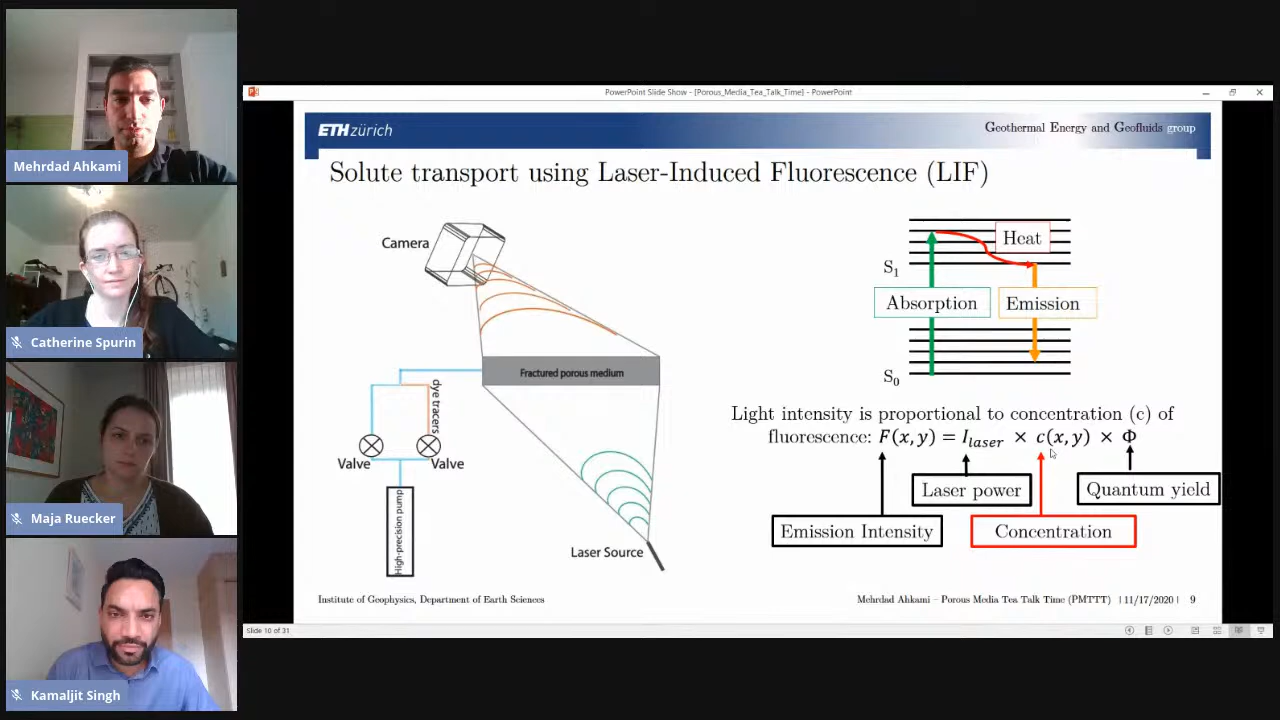 Mehrdad Ahkami
Catherine Spurin
Maja Ruecker
Kamaljit Singh
PowerPoint Slide Show - [Porous_Media_Tea_Talk_Time] - PowerPoint
ETH zürich
Geothermal Energy and Geofluids group
Solute transport using Laser-Induced Fluorescence (LIF)
Camera
Fractured porous medium
dye tracers
Valve
Valve
High-precision pump
Laser Source
Heat
S1
Absorption
Emission
S0
Light intensity is proportional to concentration (c) of
fluorescence: F(x, y) = I_laser × c(x, y) × Φ
Laser power
Quantum yield
Emission Intensity
Concentration
Institute of Geophysics, Department of Earth Sciences
Mehrdad Ahkami – Porous Media Tea Talk Time (PMTTT) | 11/17/2020 | 9
Slide 10 of 31